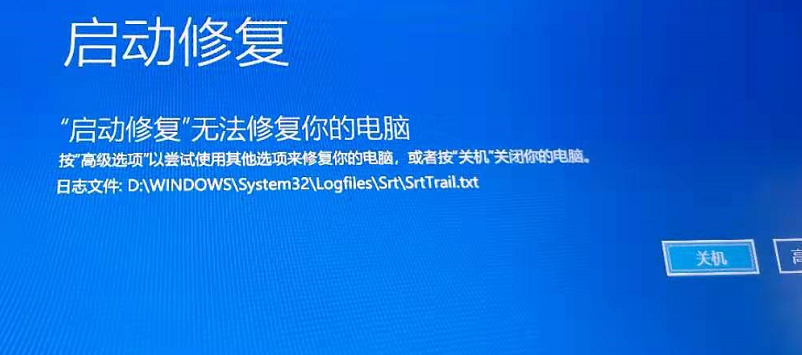 启动修复
“启动修复”无法修复你的电脑
按“高级选项”以尝试使用其他选项来修复你的电脑，或者按“关机”关闭你的电脑。
日志文件: D:\WINDOWS\System32\Logfiles\Srt\SrtTrail.txt
关机
高